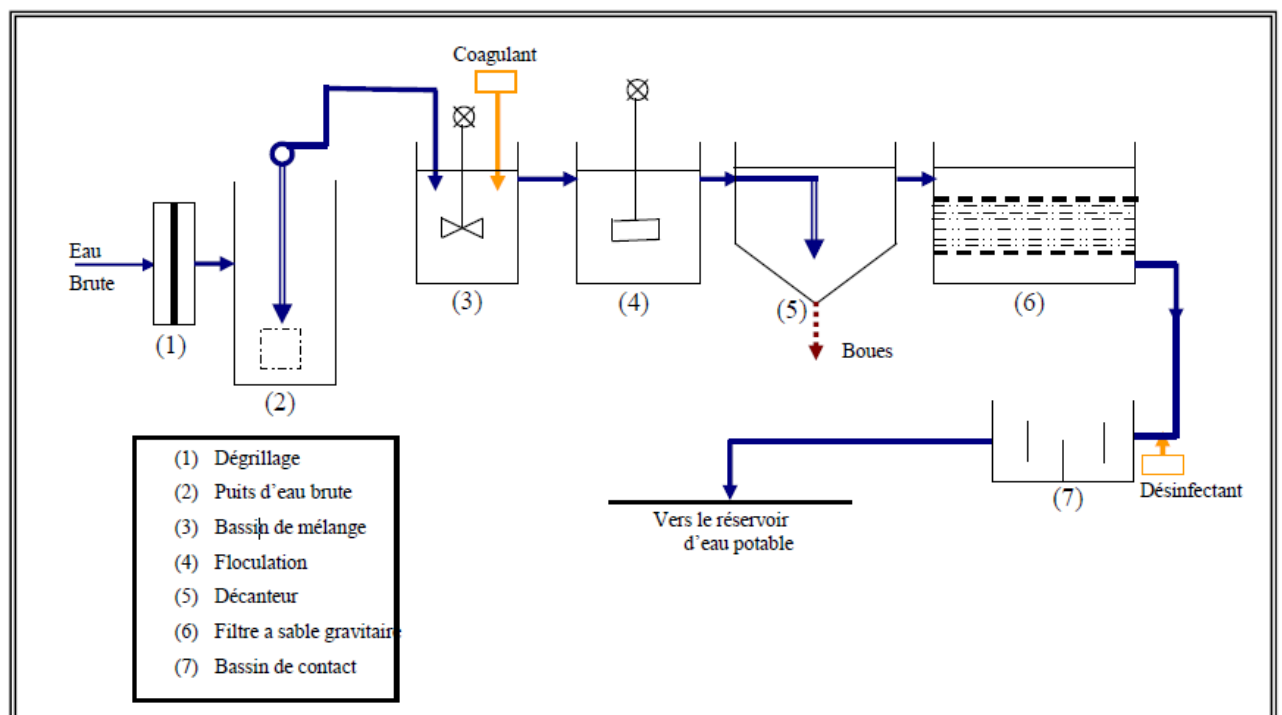 Coagulant
Eau
Brute
(1)
(2)
(3)
(4)
(5)
(6)
Boues
(7)
Désinfectant
Vers le réservoir
d'eau potable
(1) Dégrillage
(2) Puits d'eau brute
(3) Bassin de mélange
(4) Floculation
(5) Décanteur
(6) Filtre a sable gravitaire
(7) Bassin de contact